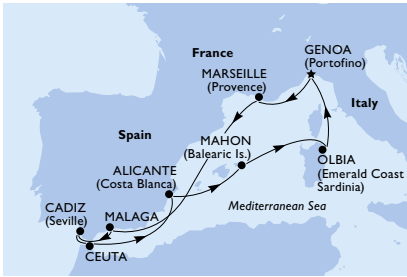 France
GENOA
(Portofino)
MARSEILLE
(Provence)
Italy
Spain
MAHON
(Balearic Is.)
ALICANTE
(Costa Blanca)
OLBIA
(Emerald Coast
Sardinia)
CADIZ
(Seville)
MALAGA
Mediterranean Sea
CEUTA